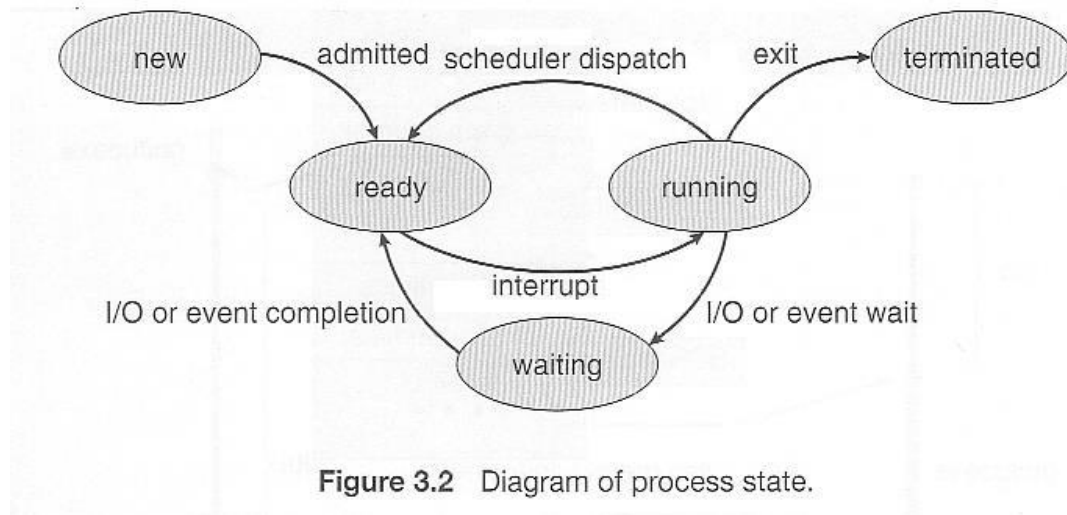 new
admitted
scheduler dispatch
exit
terminated
ready
running
interrupt
I/O or event completion
I/O or event wait
waiting
Figure 3.2 Diagram of process state.